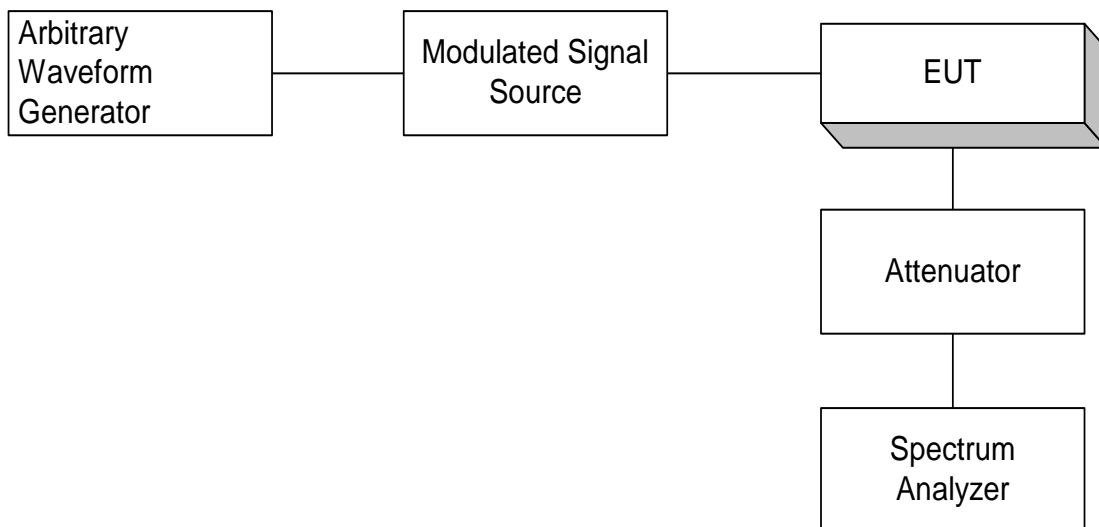 Arbitrary
Waveform
Generator
Modulated Signal
Source
EUT
Attenuator
Spectrum
Analyzer